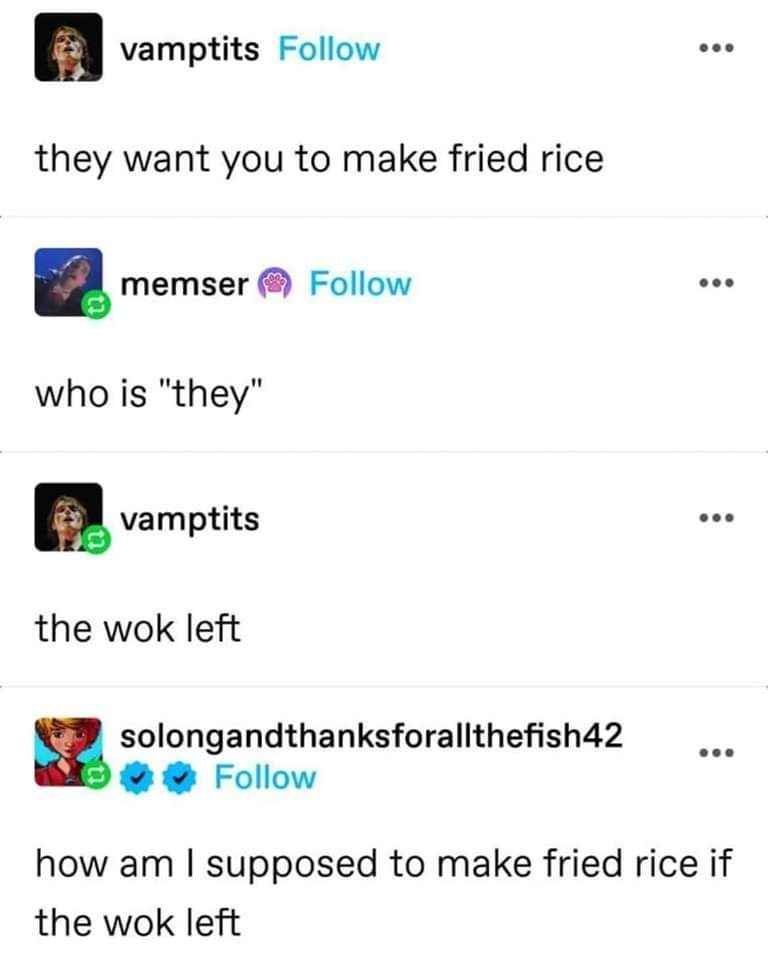 vamptits Follow
they want you to make fried rice
memser Follow
who is "they"
vamptits
the wok left
solongandthanksforallthefish42
Follow
how am I supposed to make fried rice if
the wok left